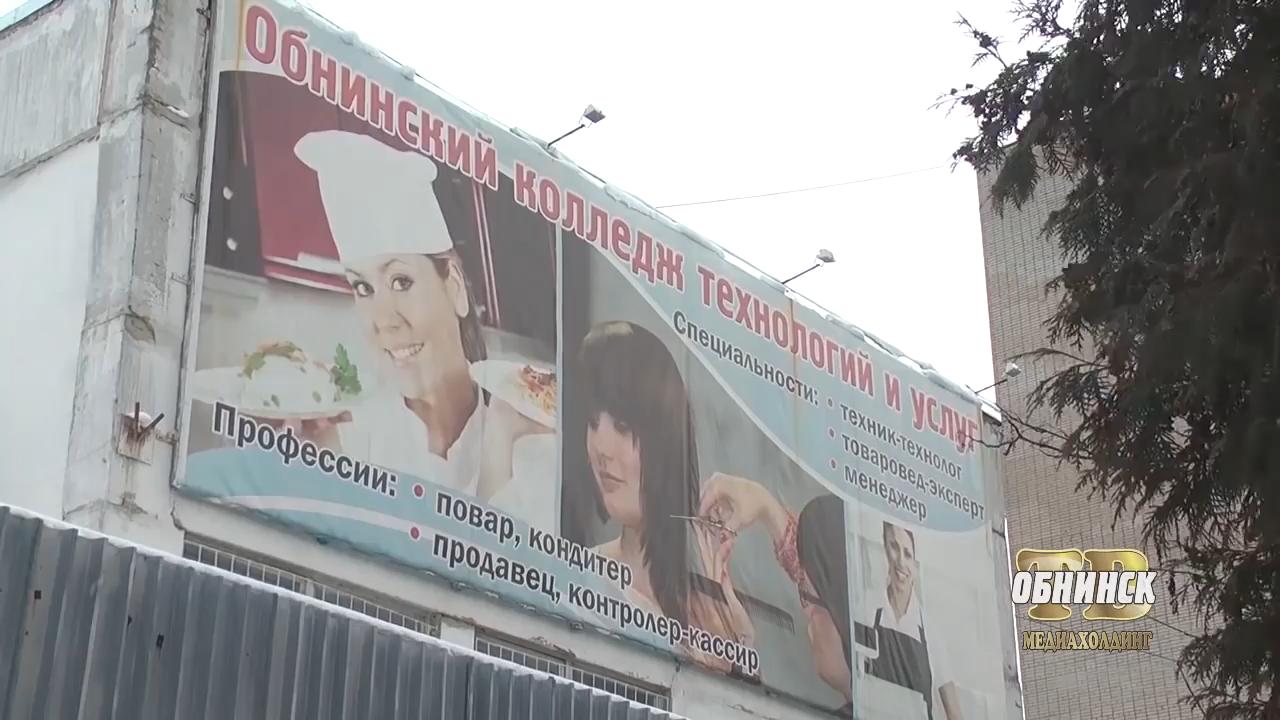 Обнинский колледж технологий и услуг
Специальности:
• техник-технолог
• товаровед-эксперт
• менеджер
Профессии:
• повар, кондитер
• продавец, контролер-кассир
ТВ
ОБНИНСК
МЕДИАХОЛДИНГ